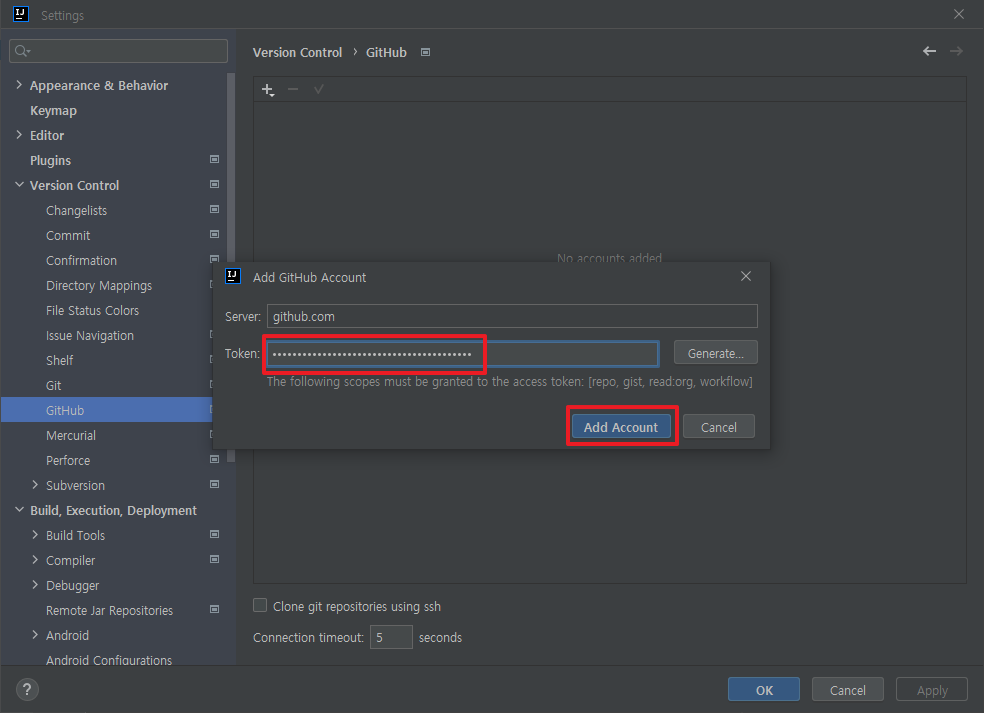 IJ Settings
Version Control › GitHub
Appearance & Behavior
Keymap
Editor
Plugins
Version Control
Changelists
Commit
Confirmation
Directory Mappings
File Status Colors
Issue Navigation
Shelf
Git
GitHub
Mercurial
Perforce
Subversion
Build, Execution, Deployment
Build Tools
Compiler
Debugger
Remote Jar Repositories
Android
Android Configurations
No accounts added
IJ Add GitHub Account
Server: github.com
Token: ••••••••••••••••••••••••••••••••••••••••
Generate...
The following scopes must be granted to the access token: [repo, gist, read:org, workflow]
Add Account Cancel
Clone git repositories using ssh
Connection timeout: 5 seconds
? OK Cancel Apply